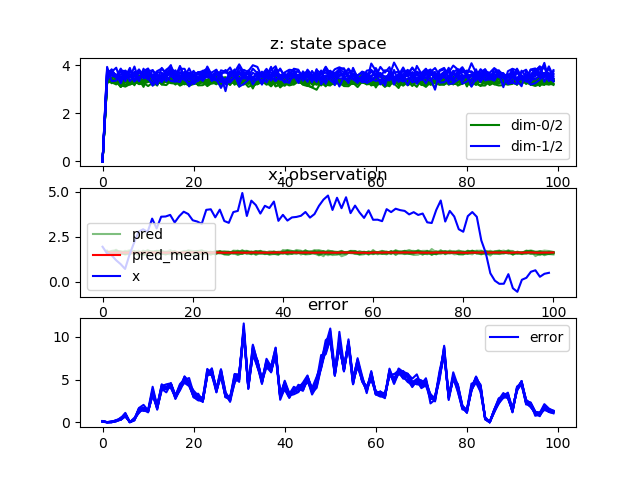 z: state space
4
2
0
dim-0/2
dim-1/2
0 20 40 60 80 100
x: observation
5.0
2.5
0.0
pred
pred_mean
x
0 20 40 60 80 100
error
10
5
0
error
0 20 40 60 80 100